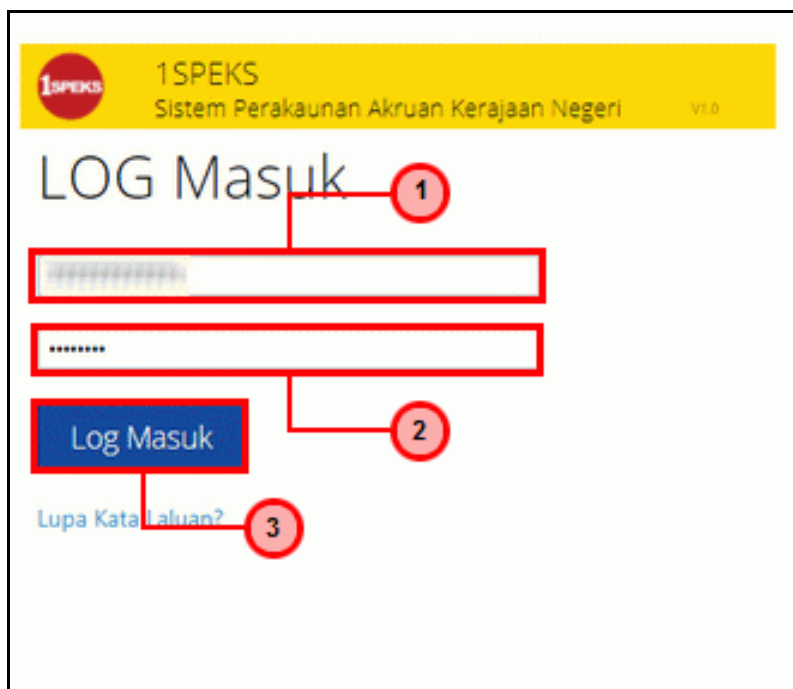 1SPEKS
1SPEKS
Sistem Perakaunan Akruan Kerajaan Negeri V1.0
LOG Masuk
1
Log Masuk
2
Lupa Kata Laluan?
3